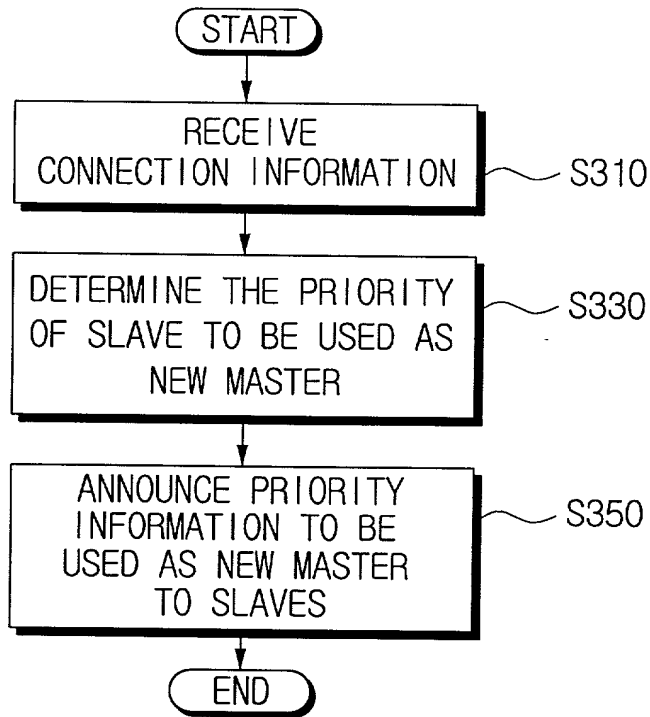 START
RECEIVE
CONNECTION INFORMATION
S310
DETERMINE THE PRIORITY
OF SLAVE TO BE USED AS
NEW MASTER
S330
ANNOUNCE PRIORITY
INFORMATION TO BE
USED AS NEW MASTER
TO SLAVES
S350
END